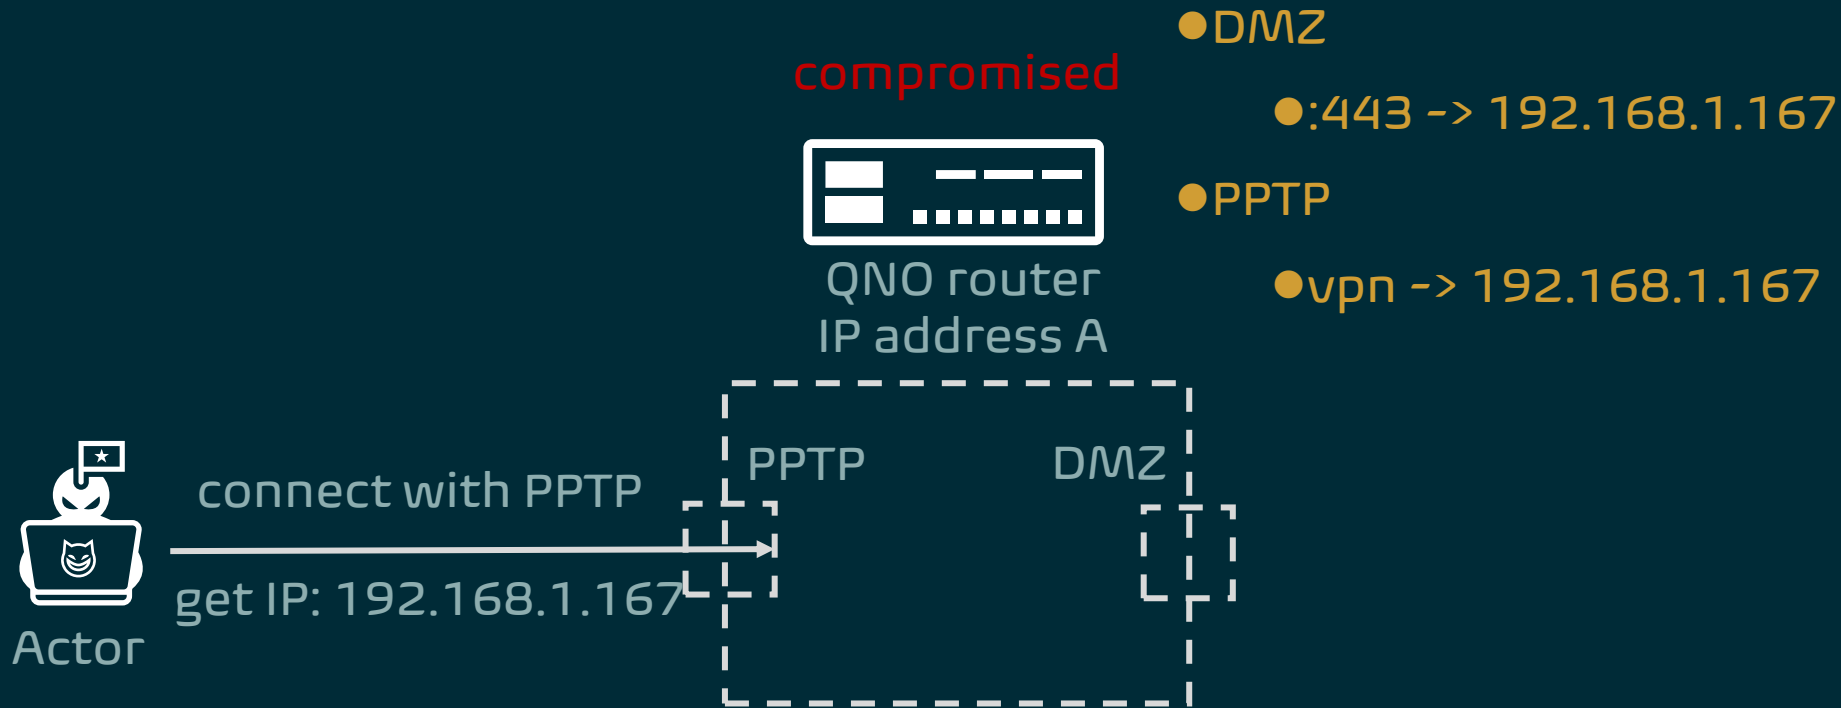 compromised
QNO router
IP address A
DMZ
:443 -> 192.168.1.167
PPTP
vpn -> 192.168.1.167
PPTP
DMZ
connect with PPTP
get IP: 192.168.1.167
Actor